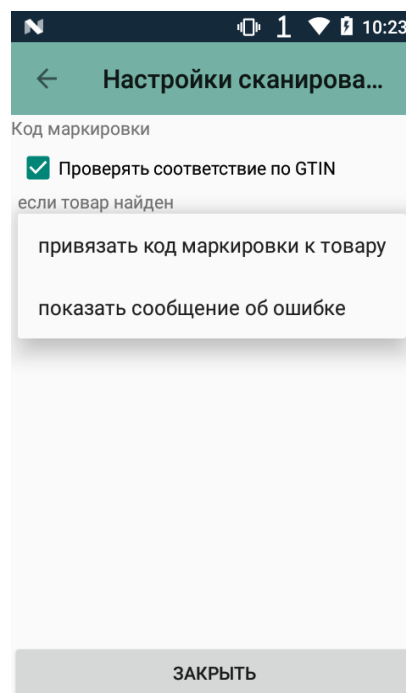 1 10:23
Настройки сканирова...
Код маркировки
Проверять соответствие по GTIN
если товар найден
привязать код маркировки к товару
показать сообщение об ошибке
ЗАКРЫТЬ